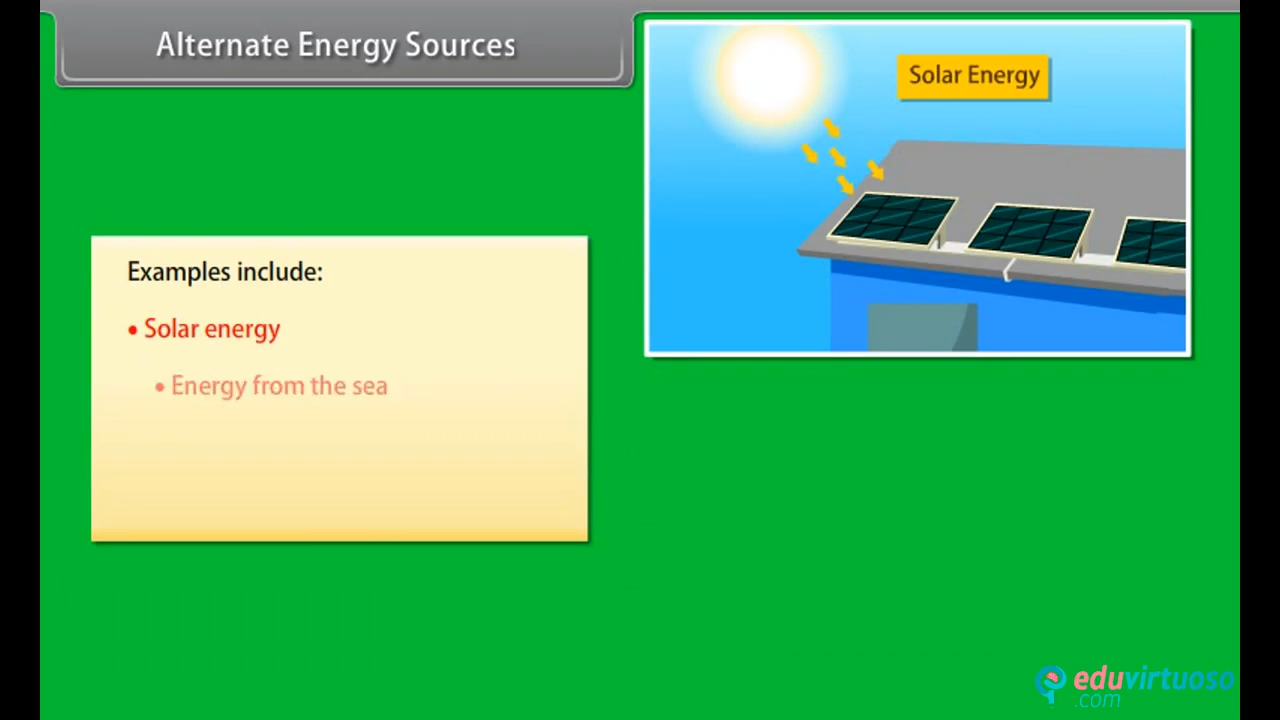 Alternate Energy Sources
Solar Energy
Examples include:
• Solar energy
• Energy from the sea
eduvirtuoso
.com